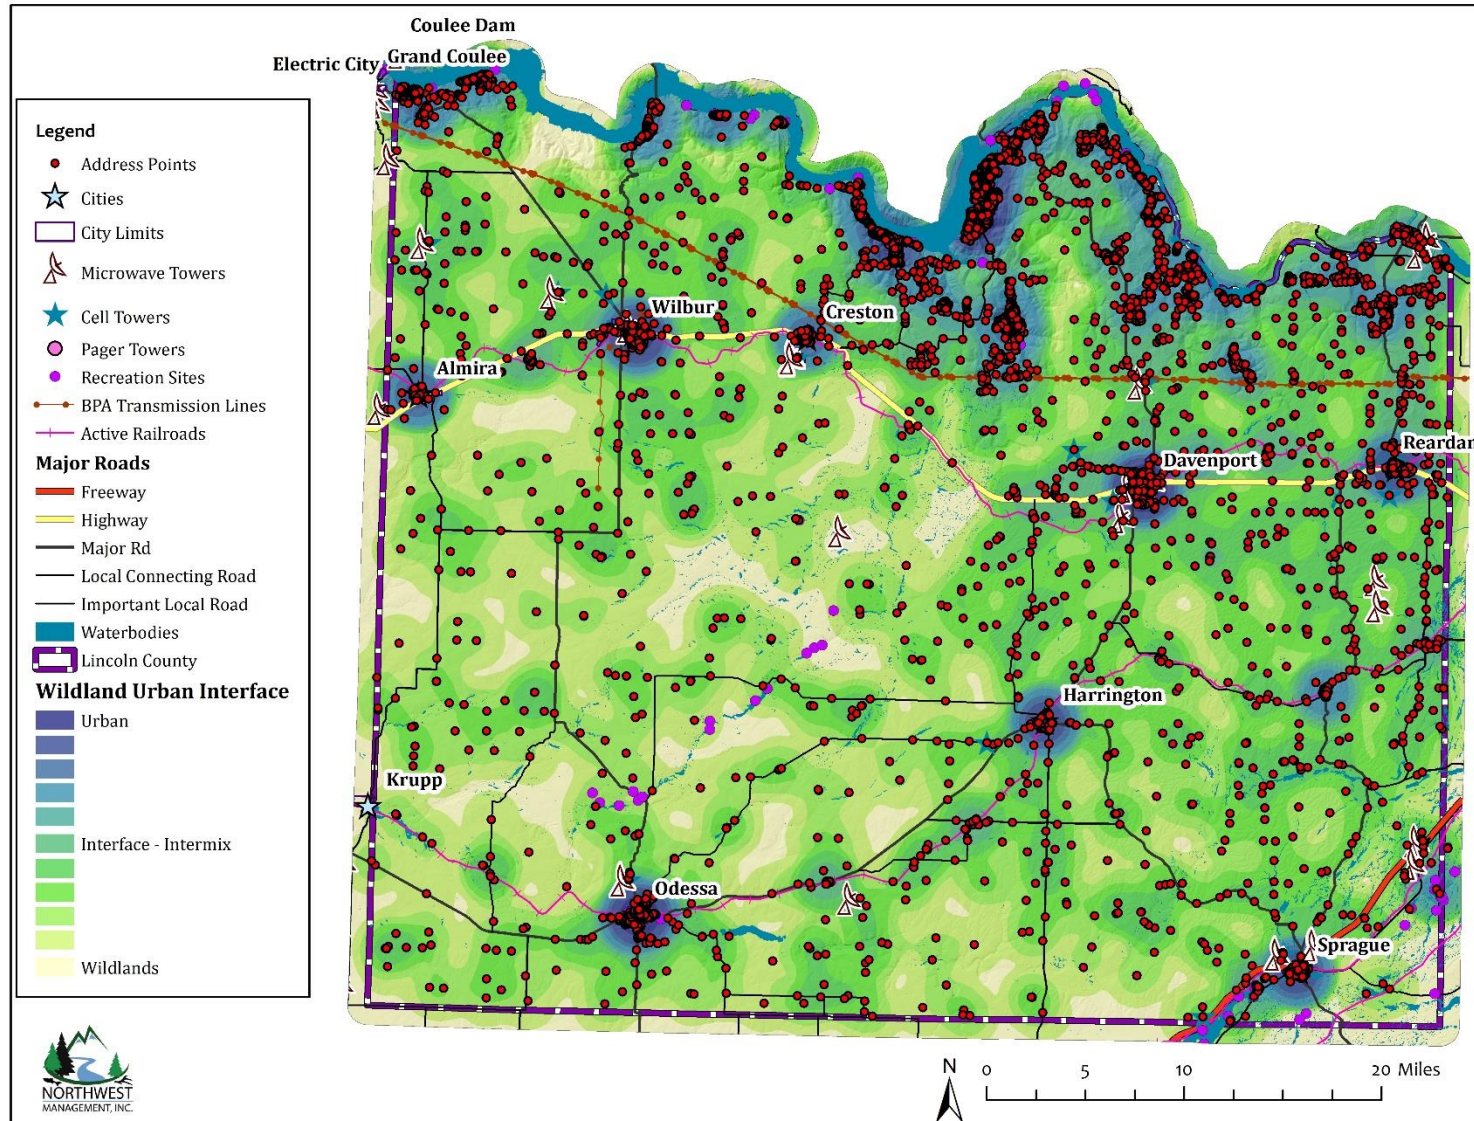 Coulee Dam
Electric City
Grand Coulee
Legend
Address Points
Cities
City Limits
Microwave Towers
Cell Towers
Pager Towers
Recreation Sites
BPA Transmission Lines
Active Railroads
Major Roads
Freeway
Highway
Major Rd
Local Connecting Road
Important Local Road
Waterbodies
Lincoln County
Wildland Urban Interface
Urban
Interface - Intermix
Wildlands
Wilbur
Creston
Almira
Davenport
Reardan
Harrington
Krupp
Odessa
Sprague
NORTHWEST
MANAGEMENT, INC.
N
0 5 10 20 Miles